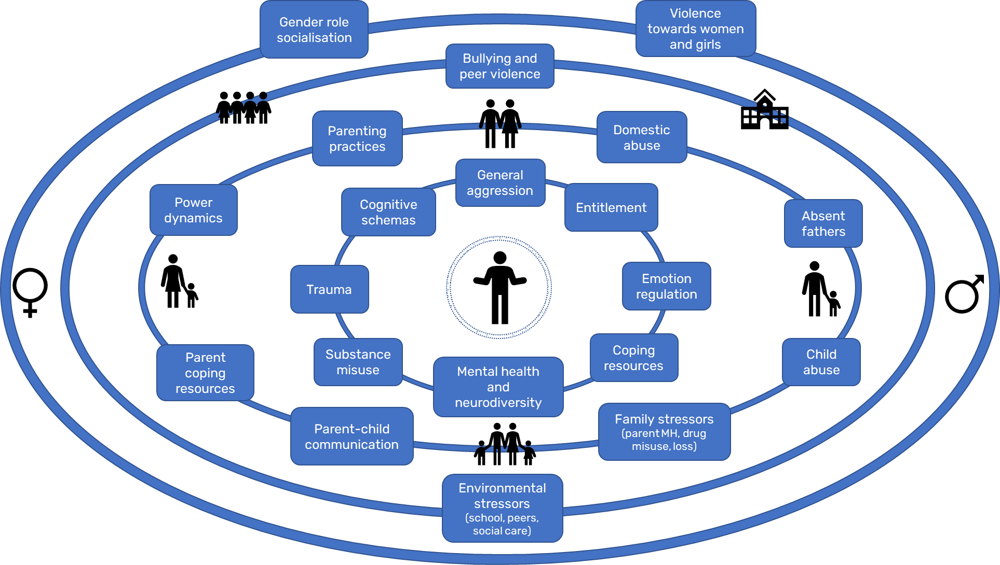 Gender role
socialisation
Violence
towards women
and girls
Bullying and
peer violence
Parenting
practices
Domestic
abuse
General
aggression
Power
dynamics
Cognitive
schemas
Entitlement
Absent
fathers
Trauma
Emotion
regulation
Parent
coping
resources
Substance
misuse
Mental health
and
neurodiversity
Coping
resources
Child
abuse
Parent-child
communication
Family stressors
(parent MH, drug
misuse, loss)
Environmental
stressors
(school, peers,
social care)